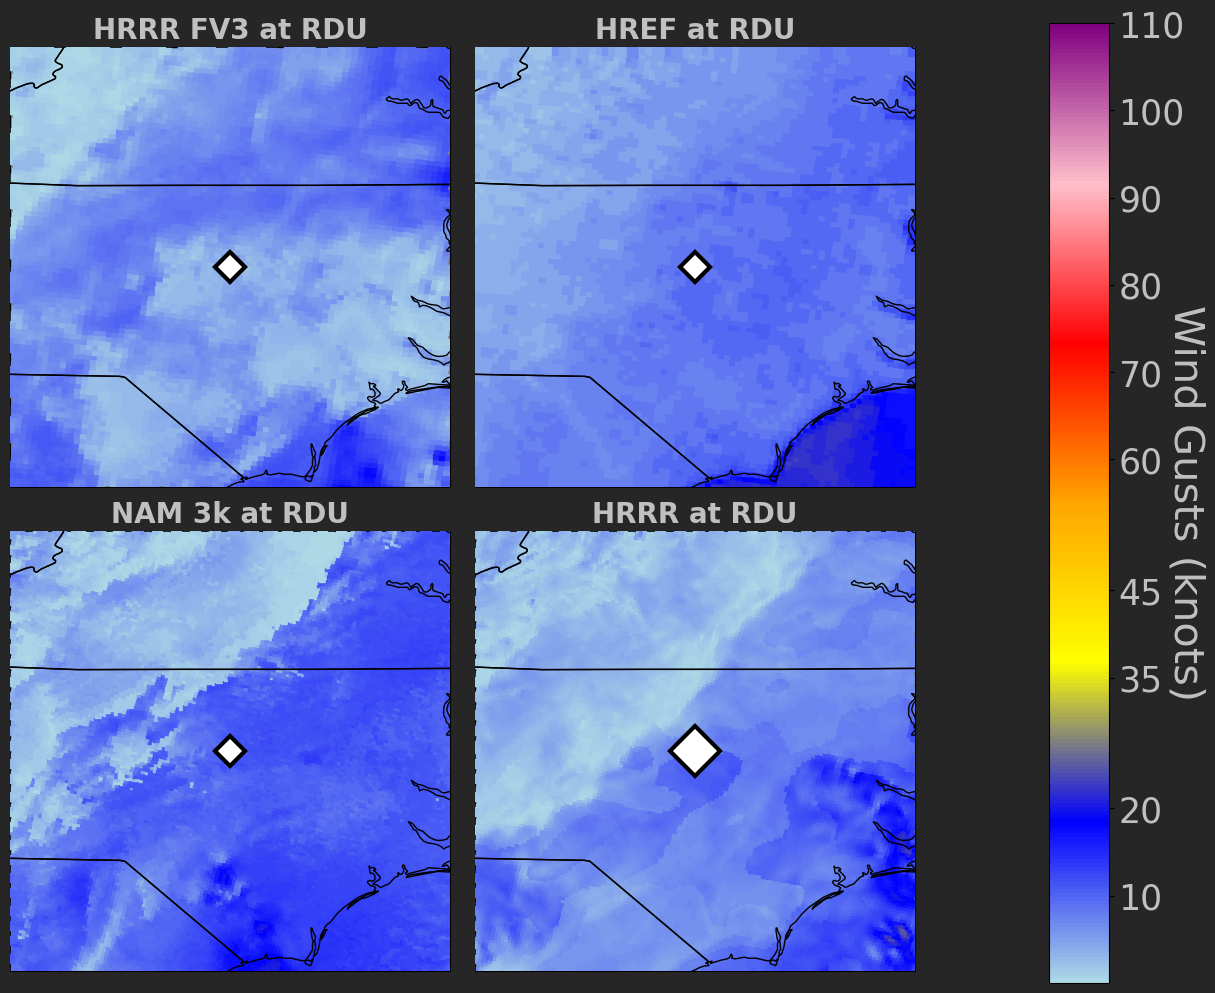 HRRR FV3 at RDU
HREF at RDU
NAM 3k at RDU
HRRR at RDU
110
100
90
80
70
60
45
35
20
10
Wind Gusts (knots)